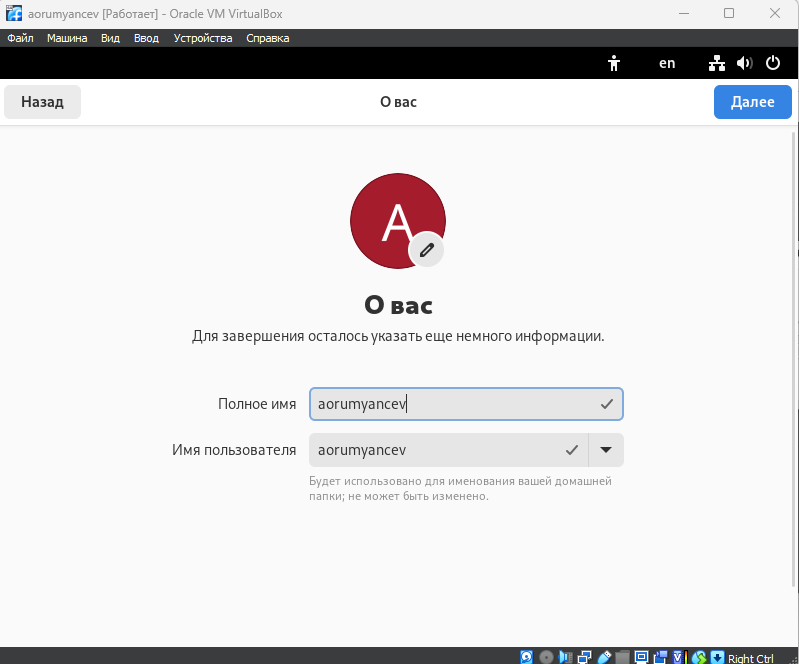 aorumyancev [Работает] - Oracle VM VirtualBox
Файл Машина Вид Ввод Устройства Справка
en
Назад О вас Далее
A
О вас
Для завершения осталось указать еще немного информации.
Полное имя aorumyancev
Имя пользователя aorumyancev
Будет использовано для именования вашей домашней
папки; не может быть изменено.
Right Ctrl